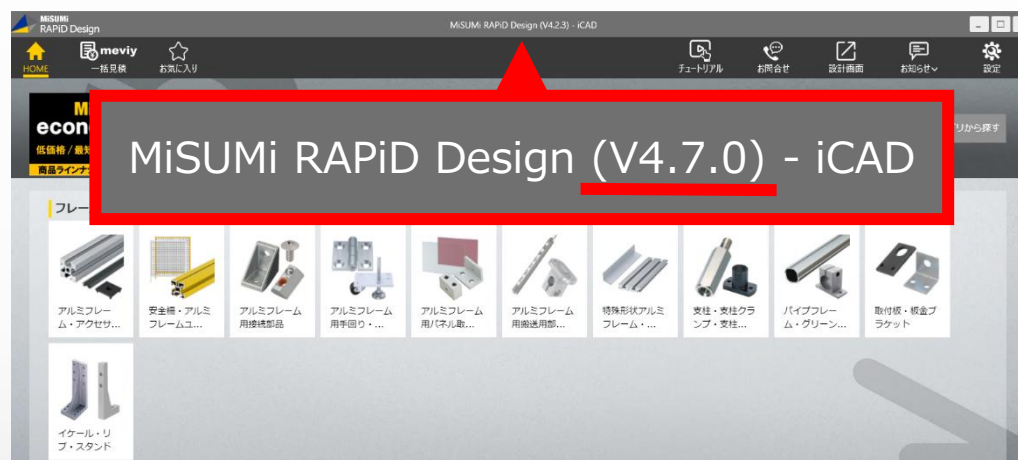 MiSUMi
RAPiD Design
MiSUMi RAPiD Design (V4.2.3) - iCAD
HOME
meviy
一括見積
お気に入り
チュートリアル
お問合せ
設計画面
お知らせ
設定
econ
低価格 /
商品ラインナッ
から探す
MiSUMi RAPiD Design (V4.7.0) - iCAD
フレー
アルミフレー
ム・アクセサ...
安全柵・アルミ
フレームユ...
アルミフレーム
用接続部品
アルミフレーム
用手回り・...
アルミフレーム
用パネル取...
アルミフレーム
用搬送用部...
特殊形状アルミ
フレーム・...
支柱・支柱クラ
ンプ・支柱...
パイプフレー
ム・グリーン...
取付板・板金ブ
ラケット
イケール・リ
ブ・スタンド